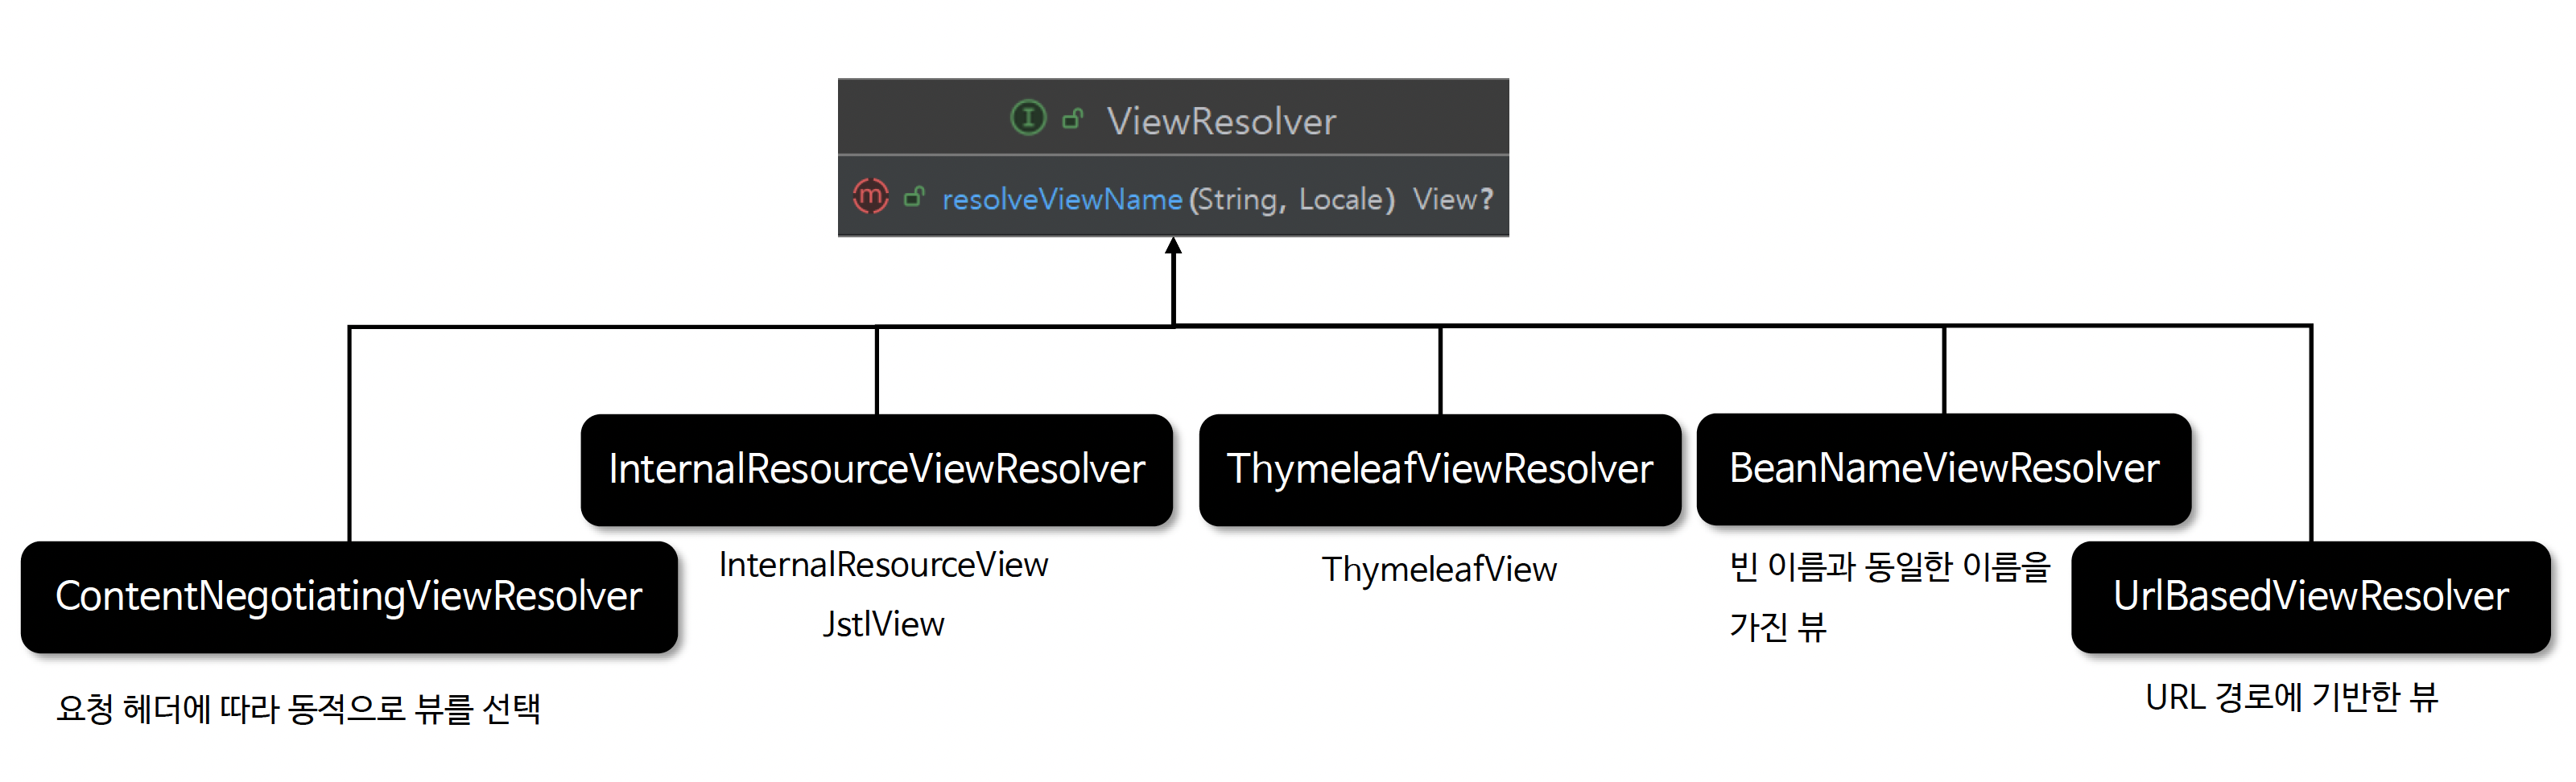 I ViewResolver
m resolveViewName(String, Locale) View?
InternalResourceViewResolver
ThymeleafViewResolver
BeanNameViewResolver
InternalResourceView
JstlView
ThymeleafView
빈 이름과 동일한 이름을
가진 뷰
ContentNegotiatingViewResolver
UrlBasedViewResolver
요청 헤더에 따라 동적으로 뷰를 선택
URL 경로에 기반한 뷰